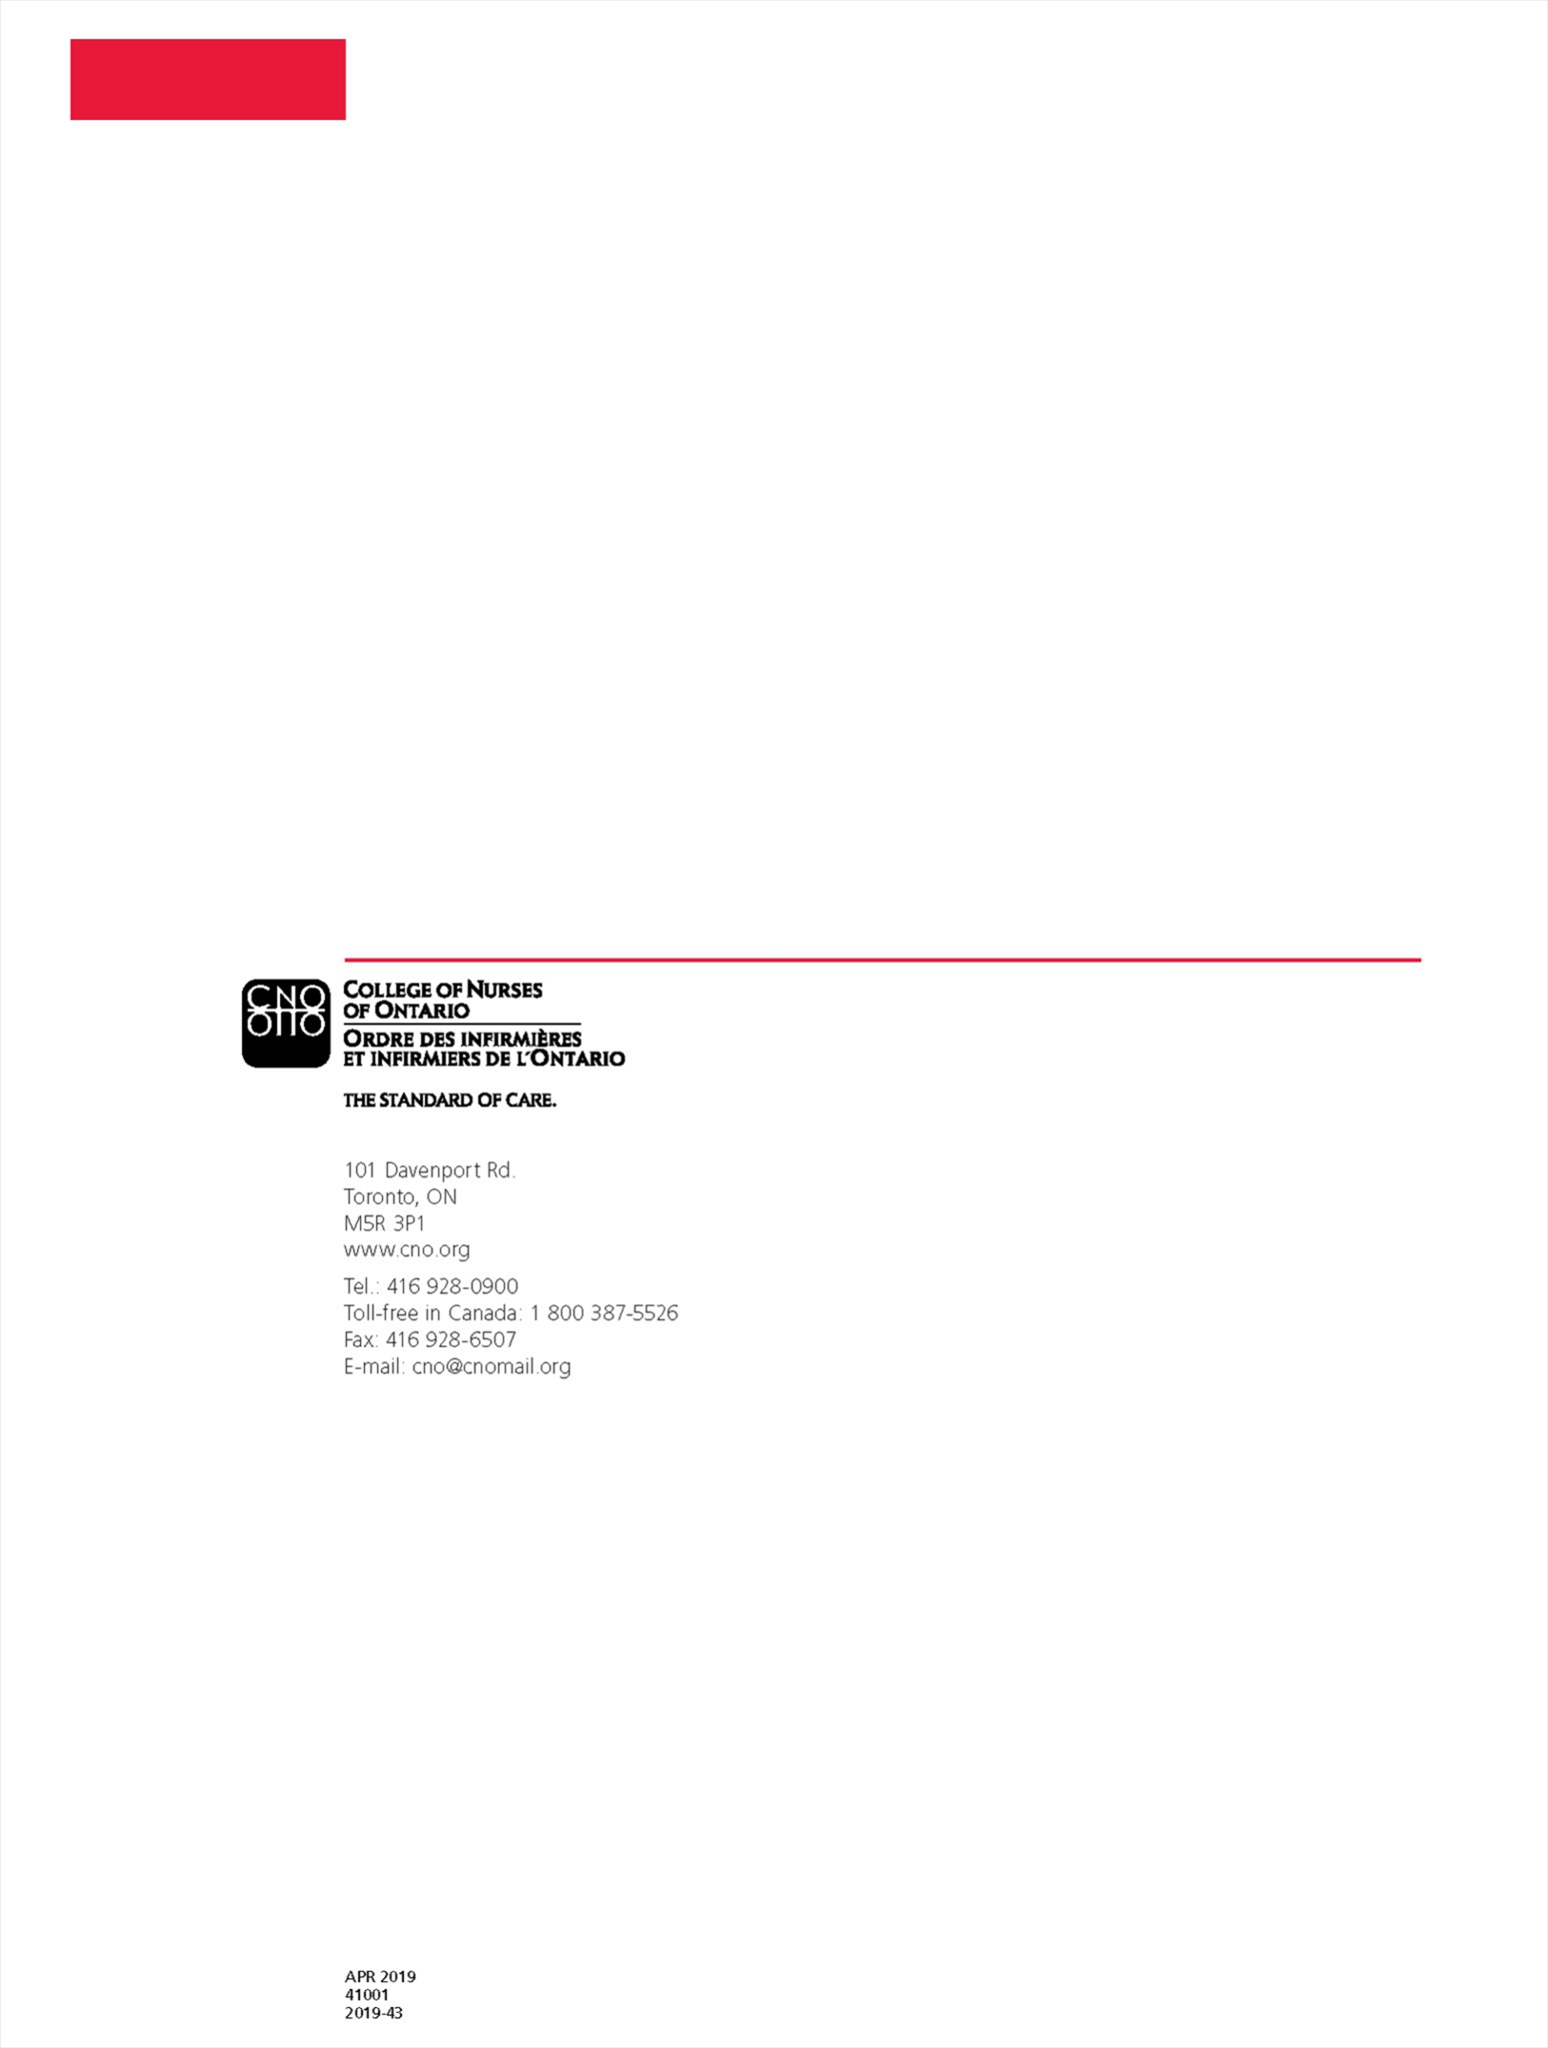 CNO
OIIO
COLLEGE OF NURSES
OF ONTARIO
ORDRE DES INFIRMIÈRES
ET INFIRMIERS DE L'ONTARIO
THE STANDARD OF CARE.
101 Davenport Rd.
Toronto, ON
M5R 3P1
www.cno.org
Tel.: 416 928-0900
Toll-free in Canada: 1 800 387-5526
Fax: 416 928-6507
E-mail: cno@cnomail.org
APR 2019
41001
2019-43